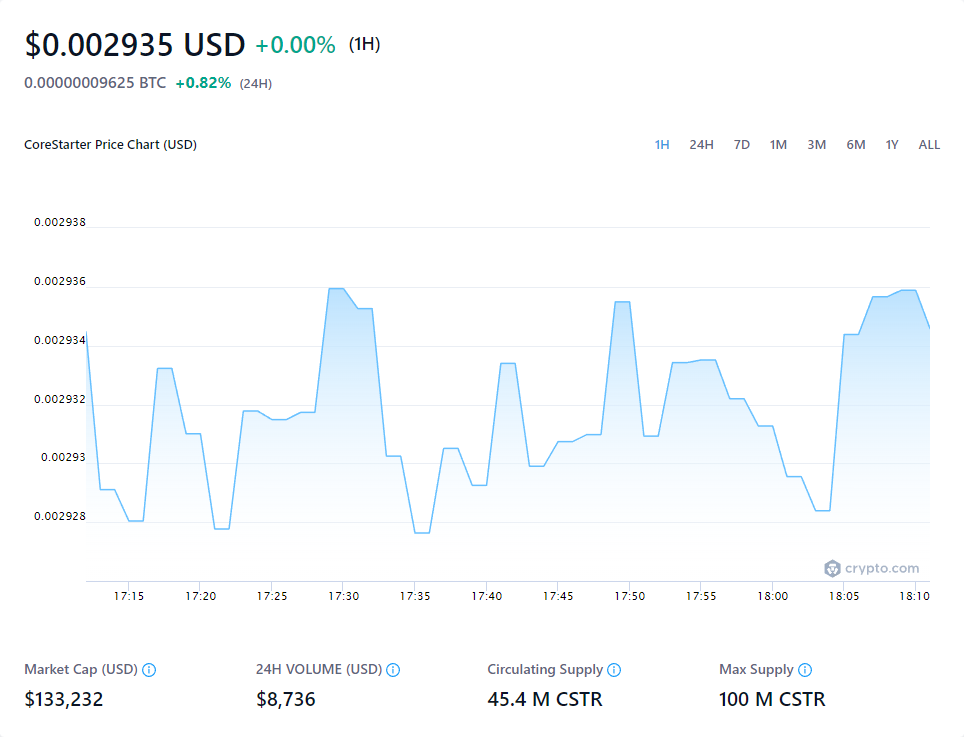 $0.002935 USD +0.00% (1H)
0.00000009625 BTC +0.82% (24H)
CoreStarter Price Chart (USD)
1H 24H 7D 1M 3M 6M 1Y ALL
0.002938
0.002936
0.002934
0.002932
0.00293
0.002928
crypto.com
17:15 17:20 17:25 17:30 17:35 17:40 17:45 17:50 17:55 18:00 18:05 18:10
Market Cap (USD) 24H VOLUME (USD) Circulating Supply Max Supply
$133,232 $8,736 45.4 M CSTR 100 M CSTR